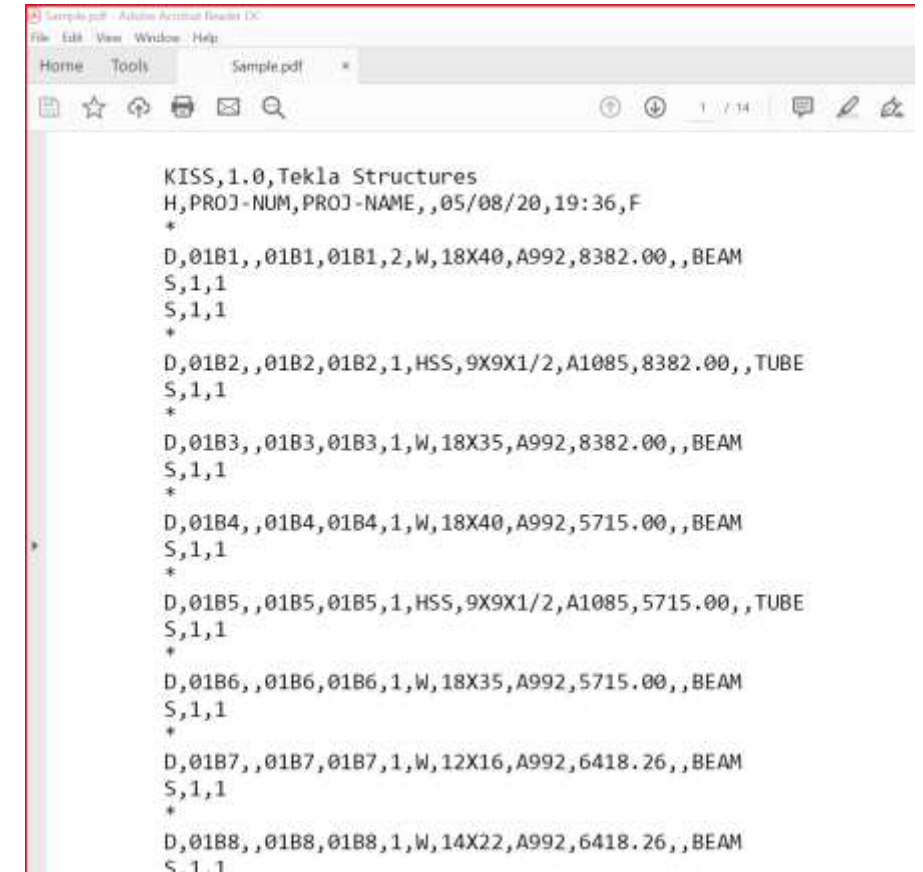 Sample.pdf - Adobe Acrobat Reader DC
File Edit View Window Help
Home Tools Sample.pdf ×
1 / 14
KISS,1.0,Tekla Structures
H,PROJ-NUM,PROJ-NAME,,05/08/20,19:36,F
*
D,01B1,,01B1,01B1,2,W,18X40,A992,8382.00,,BEAM
S,1,1
S,1,1
*
D,01B2,,01B2,01B2,1,HSS,9X9X1/2,A1085,8382.00,,TUBE
S,1,1
*
D,01B3,,01B3,01B3,1,W,18X35,A992,8382.00,,BEAM
S,1,1
*
D,01B4,,01B4,01B4,1,W,18X40,A992,5715.00,,BEAM
S,1,1
*
D,01B5,,01B5,01B5,1,HSS,9X9X1/2,A1085,5715.00,,TUBE
S,1,1
*
D,01B6,,01B6,01B6,1,W,18X35,A992,5715.00,,BEAM
S,1,1
*
D,01B7,,01B7,01B7,1,W,12X16,A992,6418.26,,BEAM
S,1,1
*
D,01B8,,01B8,01B8,1,W,14X22,A992,6418.26,,BEAM
S,1,1